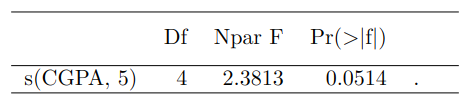 Df Npar F Pr(>|f|)
s(CGPA, 5) 4 2.3813 0.0514 .